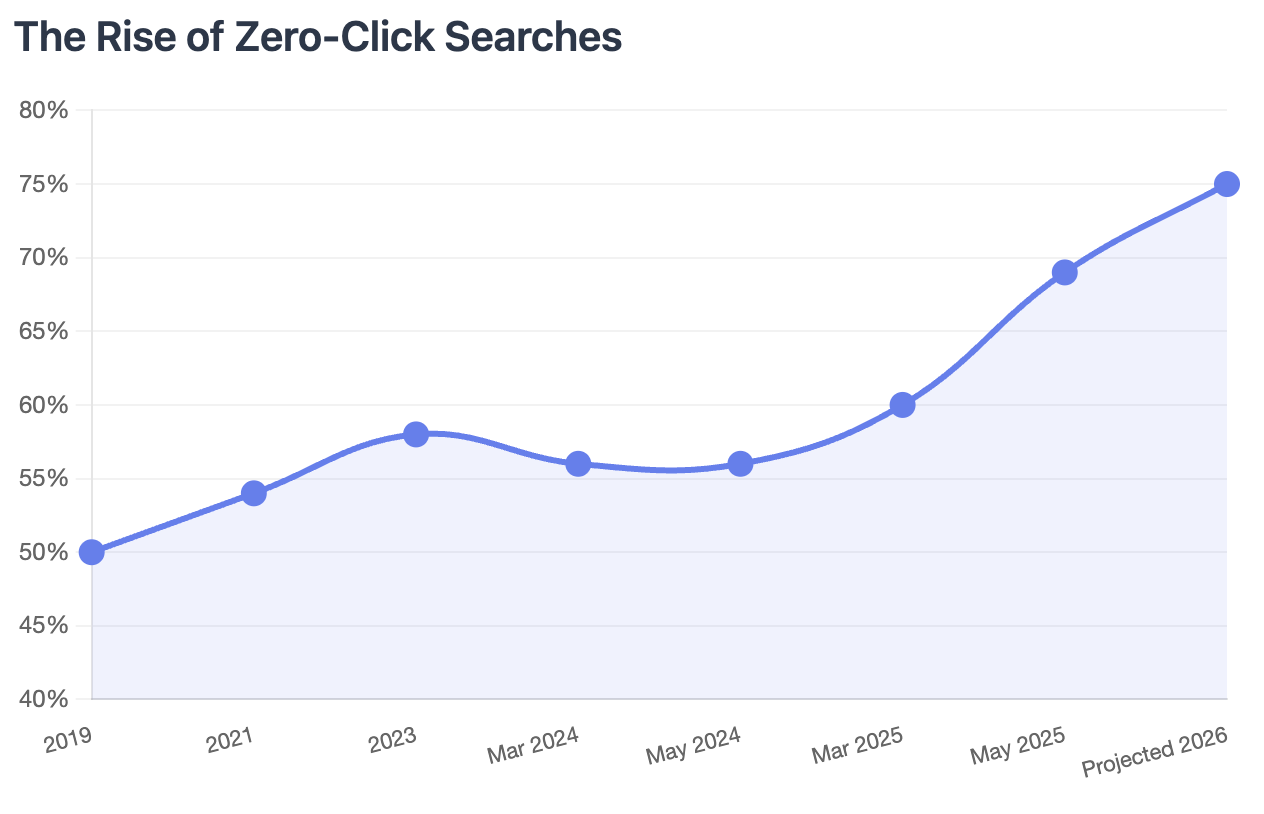 The Rise of Zero-Click Searches
80%
75%
70%
65%
60%
55%
50%
45%
40%
2019
2021
2023
Mar 2024
May 2024
Mar 2025
May 2025
Projected 2026